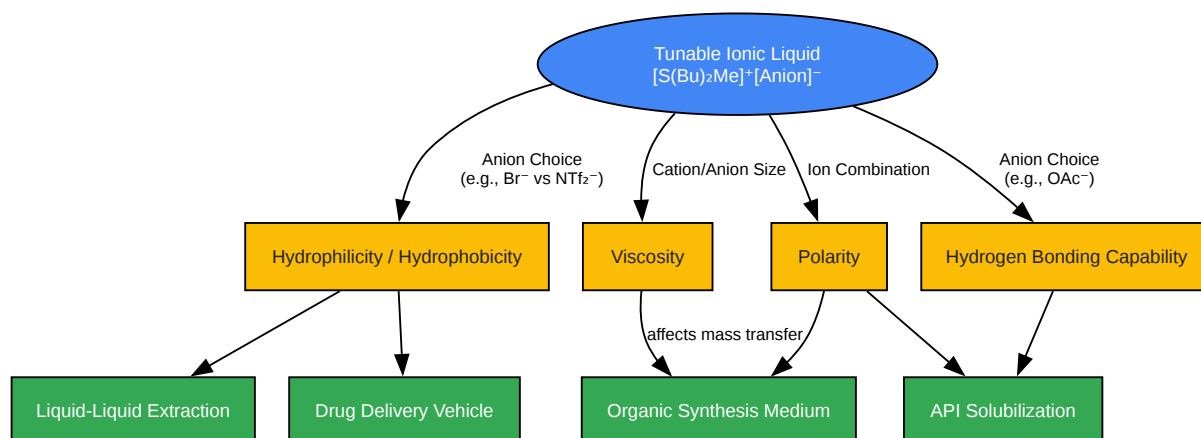 Tunable Ionic Liquid
[S(Bu)₂Me]⁺[Anion]⁻
Anion Choice
(e.g., Br⁻ vs NTf₂⁻)
Cation/Anion Size
Ion Combination
Anion Choice
(e.g., OAc⁻)
Hydrophilicity / Hydrophobicity
Viscosity
Polarity
Hydrogen Bonding Capability
affects mass transfer
Liquid-Liquid Extraction
Drug Delivery Vehicle
Organic Synthesis Medium
API Solubilization